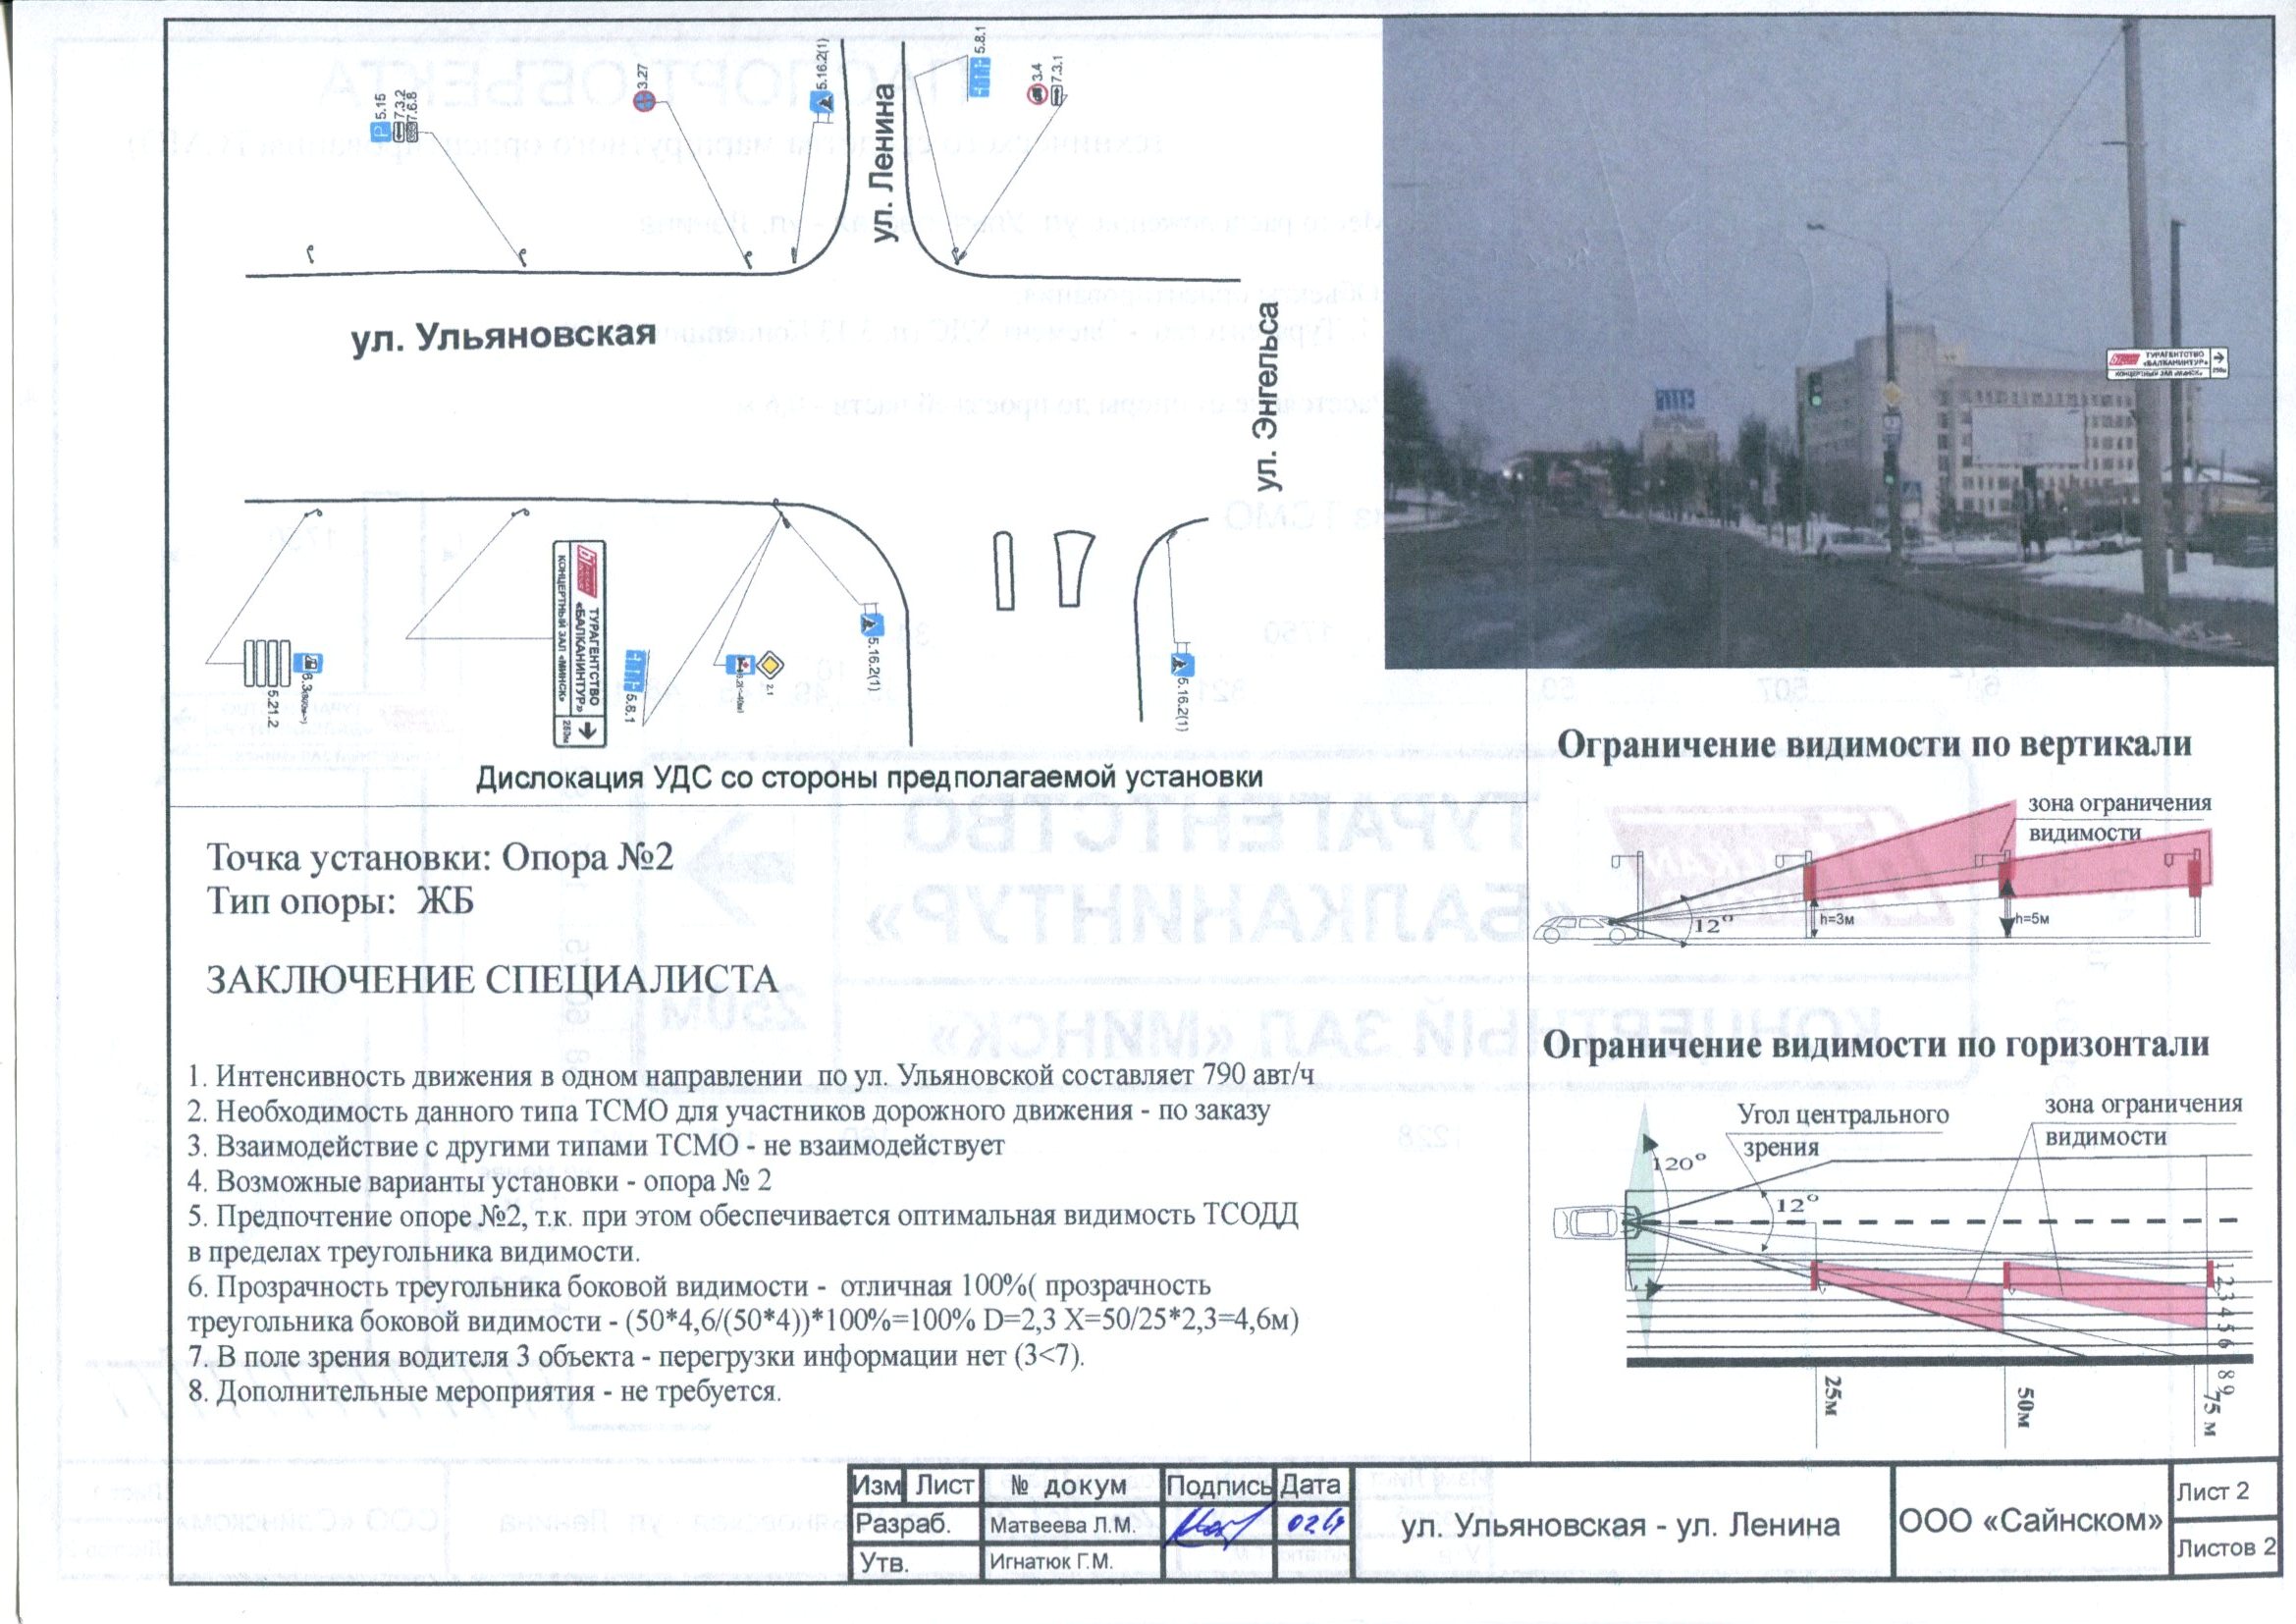 5.15
7.3.2
7.6.8
3.27
5.16.2(1)
ул. Ленина
5.8.1
3.4
7.3.1
ул. Ульяновская
ул. Энгельса
5.21.2
ТУРАГЕНТСТВО
«БАЛКАНИНТУР»
КОНЦЕРТНЫЙ ЗАЛ «МИНСК»
250м
5.8.1
2.1
5.16.2(1)
5.16.2(1)
Дислокация УДС со стороны предполагаемой установки
ТУРАГЕНТСТВО
«БАЛКАНИНТУР»
КОНЦЕРТНЫЙ ЗАЛ «МИНСК»
250м
Точка установки: Опора №2
Тип опоры: ЖБ
ЗАКЛЮЧЕНИЕ СПЕЦИАЛИСТА
1. Интенсивность движения в одном направлении по ул. Ульяновской составляет 790 авт/ч
2. Необходимость данного типа ТСМО для участников дорожного движения - по заказу
3. Взаимодействие с другими типами ТСМО - не взаимодействует
4. Возможные варианты установки - опора № 2
5. Предпочтение опоре №2, т.к. при этом обеспечивается оптимальная видимость ТСОДД
в пределах треугольника видимости.
6. Прозрачность треугольника боковой видимости - отличная 100%( прозрачность
треугольника боковой видимости - (50*4,6/(50*4))*100%=100% D=2,3 X=50/25*2,3=4,6м)
7. В поле зрения водителя 3 объекта - перегрузки информации нет (3<7).
8. Дополнительные мероприятия - не требуется.
Ограничение видимости по вертикали
зона ограничения
видимости
12°
h=3м
h=5м
Ограничение видимости по горизонтали
Угол центрального
зрения
зона ограничения
видимости
120°
12°
1 2 3 4 5 6 8 9
25м
50м
75 м
Изм Лист № докум Подпись Дата
Разраб. Матвеева Л.М.
Утв. Игнатюк Г.М.
ул. Ульяновская - ул. Ленина
ООО «Сайнском»
Лист 2
Листов 2